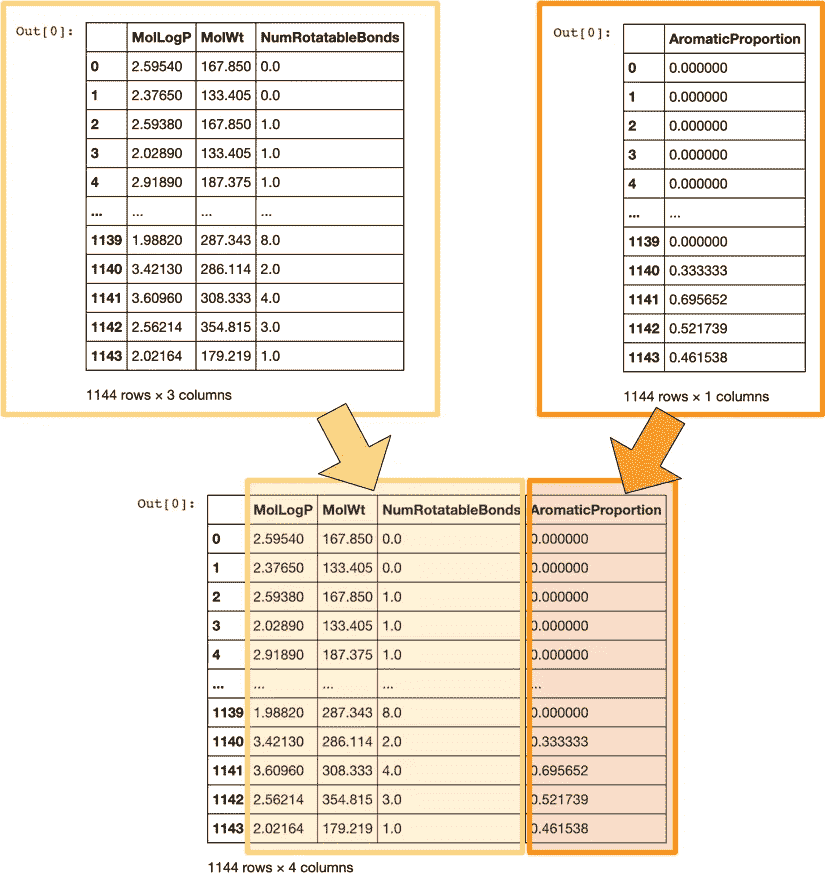 Out[0]:
MolLogP MolWt NumRotatableBonds
0 2.59540 167.850 0.0
1 2.37650 133.405 0.0
2 2.59380 167.850 1.0
3 2.02890 133.405 1.0
4 2.91890 187.375 1.0
... ... ... ...
1139 1.98820 287.343 8.0
1140 3.42130 286.114 2.0
1141 3.60960 308.333 4.0
1142 2.56214 354.815 3.0
1143 2.02164 179.219 1.0
1144 rows × 3 columns
Out[0]:
AromaticProportion
0 0.000000
1 0.000000
2 0.000000
3 0.000000
4 0.000000
... ...
1139 0.000000
1140 0.333333
1141 0.695652
1142 0.521739
1143 0.461538
1144 rows × 1 columns
Out[0]:
MolLogP MolWt NumRotatableBonds AromaticProportion
0 2.59540 167.850 0.0 0.000000
1 2.37650 133.405 0.0 0.000000
2 2.59380 167.850 1.0 0.000000
3 2.02890 133.405 1.0 0.000000
4 2.91890 187.375 1.0 0.000000
... ... ... ... ...
1139 1.98820 287.343 8.0 0.000000
1140 3.42130 286.114 2.0 0.333333
1141 3.60960 308.333 4.0 0.695652
1142 2.56214 354.815 3.0 0.521739
1143 2.02164 179.219 1.0 0.461538
1144 rows × 4 columns